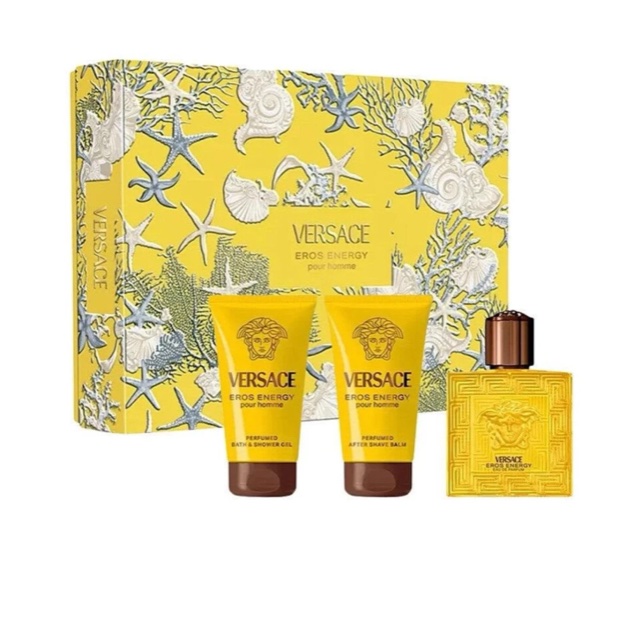 VERSACE
VERSACE
EROS ENERGY
pour homme
VERSACE
EROS ENERGY
pour homme
PERFUMED
BATH & SHOWER GEL
VERSACE
EROS ENERGY
pour homme
PERFUMED
AFTER SHAVE BALM
VERSACE
EROS ENERGY
EAU DE PARFUM